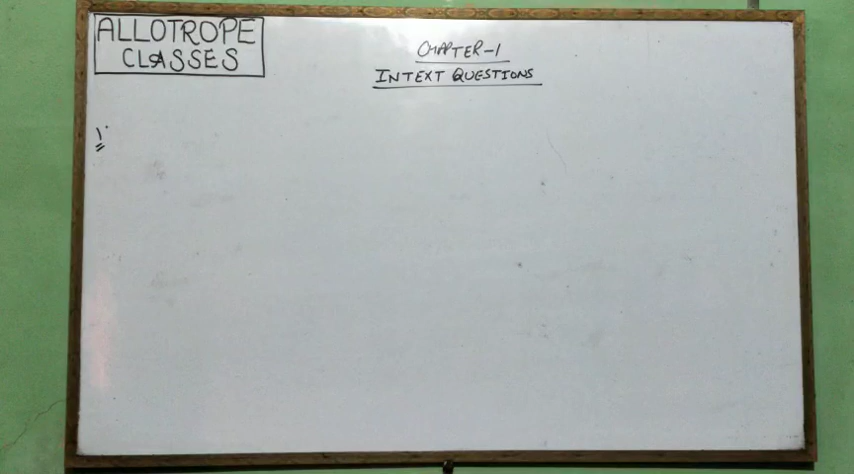 ALLOTROPE
CLASSES
CHAPTER-1
INTEXT QUESTIONS
1.